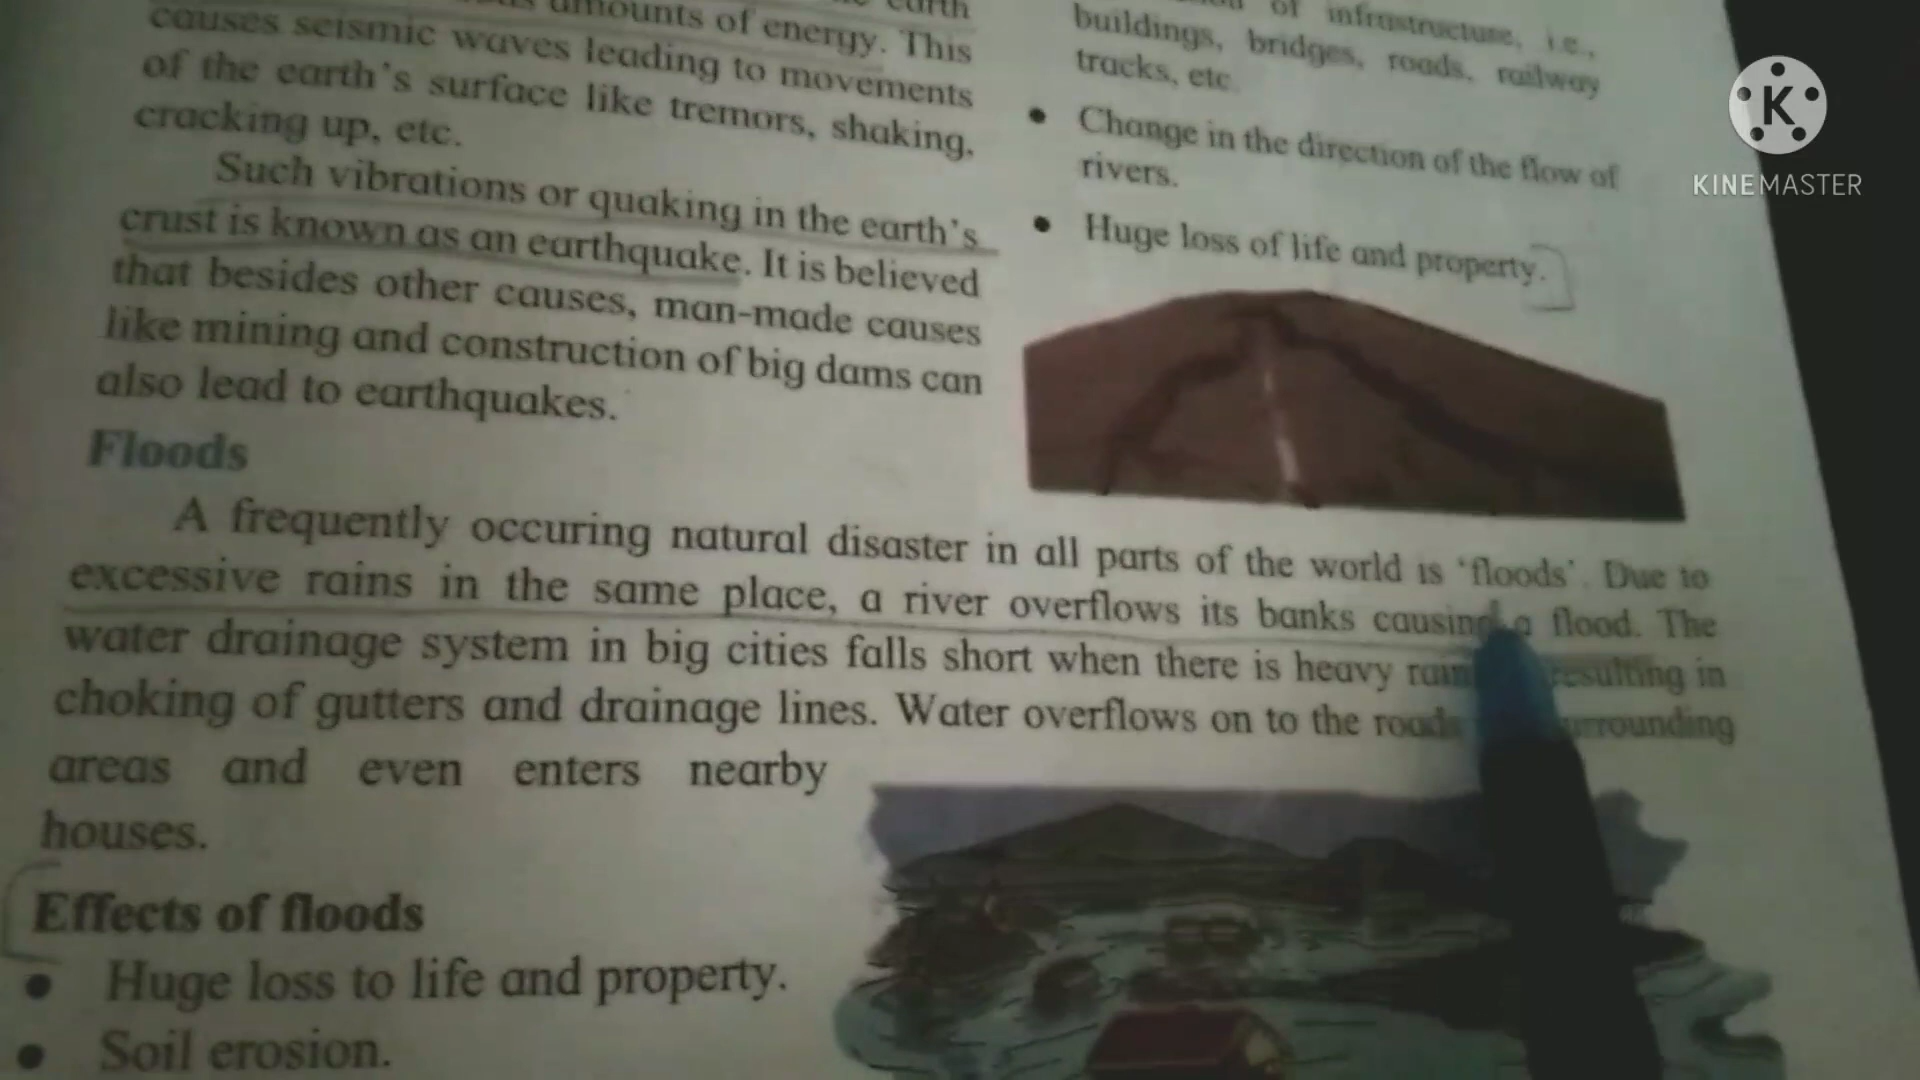 amounts of energy. This
causes seismic waves leading to movements
of the earth's surface like tremors, shaking,
cracking up, etc.
Such vibrations or quaking in the earth's
crust is known as an earthquake. It is believed
that besides other causes, man-made causes
like mining and construction of big dams can
also lead to earthquakes.
of infrastructure, i.e.,
buildings, bridges, roads, railway
tracks, etc.
• Change in the direction of the flow of
rivers.
• Huge loss of life and property.
Floods
A frequently occuring natural disaster in all parts of the world is 'floods'. Due to
excessive rains in the same place, a river overflows its banks causing a flood. The
water drainage system in big cities falls short when there is heavy rain resulting in
choking of gutters and drainage lines. Water overflows on to the roads surrounding
areas and even enters nearby
houses.
Effects of floods
• Huge loss to life and property.
• Soil erosion.
K
KINEMASTER